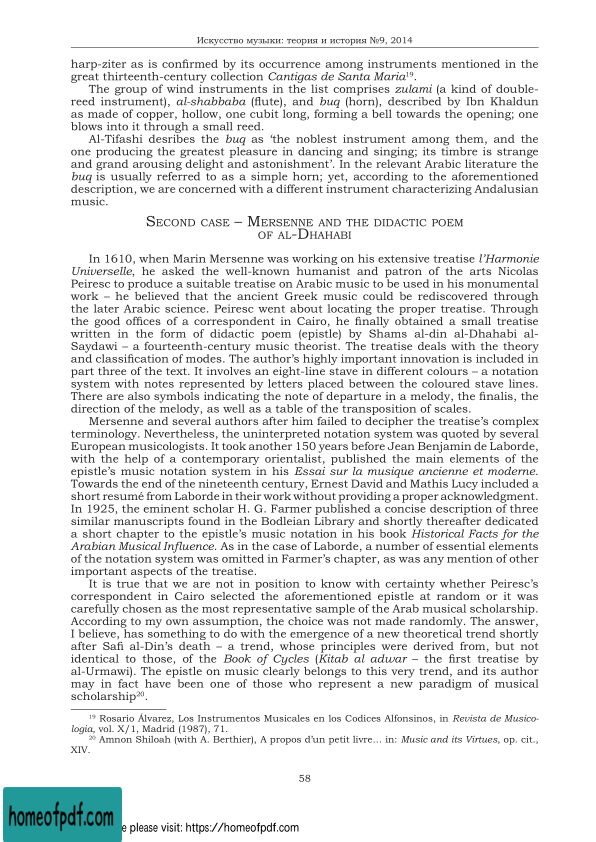 Искусство музыки: теория и история №9, 2014
harp-ziter as is confirmed by its occurrence among instruments mentioned in the
great thirteenth-century collection Cantigas de Santa Maria19.
The group of wind instruments in the list comprises zulami (a kind of double-
reed instrument), al-shabbaba (flute), and buq (horn), described by Ibn Khaldun
as made of copper, hollow, one cubit long, forming a bell towards the opening; one
blows into it through a small reed.
Al-Tifashi desribes the buq as ‘the noblest instrument among them, and the
one producing the greatest pleasure in dancing and singing; its timbre is strange
and grand arousing delight and astonishment’. In the relevant Arabic literature the
buq is usually referred to as a simple horn; yet, according to the aforementioned
description, we are concerned with a different instrument characterizing Andalusian
music.
Second case – Mersenne and the didactic poem
of al-Dhahabi
In 1610, when Marin Mersenne was working on his extensive treatise l’Harmonie
Universelle, he asked the well-known humanist and patron of the arts Nicolas
Peiresc to produce a suitable treatise on Arabic music to be used in his monumental
work – he believed that the ancient Greek music could be rediscovered through
the later Arabic science. Peiresc went about locating the proper treatise. Through
the good offices of a correspondent in Cairo, he finally obtained a small treatise
written in the form of didactic poem (epistle) by Shams al-din al-Dhahabi al-
Saydawi – a fourteenth-century music theorist. The treatise deals with the theory
and classification of modes. The author’s highly important innovation is included in
part three of the text. It involves an eight-line stave in different colours – a notation
system with notes represented by letters placed between the coloured stave lines.
There are also symbols indicating the note of departure in a melody, the finalis, the
direction of the melody, as well as a table of the transposition of scales.
Mersenne and several authors after him failed to decipher the treatise’s complex
terminology. Nevertheless, the uninterpreted notation system was quoted by several
European musicologists. It took another 150 years before Jean Benjamin de Laborde,
with the help of a contemporary orientalist, published the main elements of the
epistle’s music notation system in his Essai sur la musique ancienne et moderne.
Towards the end of the nineteenth century, Ernest David and Mathis Lucy included a
short resumé from Laborde in their work without providing a proper acknowledgment.
In 1925, the eminent scholar H. G. Farmer published a concise description of three
similar manuscripts found in the Bodleian Library and shortly thereafter dedicated
a short chapter to the epistle’s music notation in his book Historical Facts for the
Arabian Musical Influence. As in the case of Laborde, a number of essential elements
of the notation system was omitted in Farmer’s chapter, as was any mention of other
important aspects of the treatise.
It is true that we are not in position to know with certainty whether Peiresc’s
correspondent in Cairo selected the aforementioned epistle at random or it was
carefully chosen as the most representative sample of the Arab musical scholarship.
According to my own assumption, the choice was not made randomly. The answer,
I believe, has something to do with the emergence of a new theoretical trend shortly
after Safi al-Din’s death – a trend, whose principles were derived from, but not
identical to those, of the Book of Cycles (Kitab al adwar – the first treatise by
al-Urmawi). The epistle on music clearly belongs to this very trend, and its author
may in fact have been one of those who represent a new paradigm of musical
scholarship20.
19 Rosario Álvarez, Los Instrumentos Musicales en los Codices Alfonsinos, in Revista de Musico-
logia, vol. X/1, Madrid (1987), 71.
20 Amnon Shiloah (with A. Berthier), A propos d’un petit livre... in: Music and its Virtues, op. cit.,
XIV.
58
homeofpdf.com
e please visit: https://homeofpdf.com